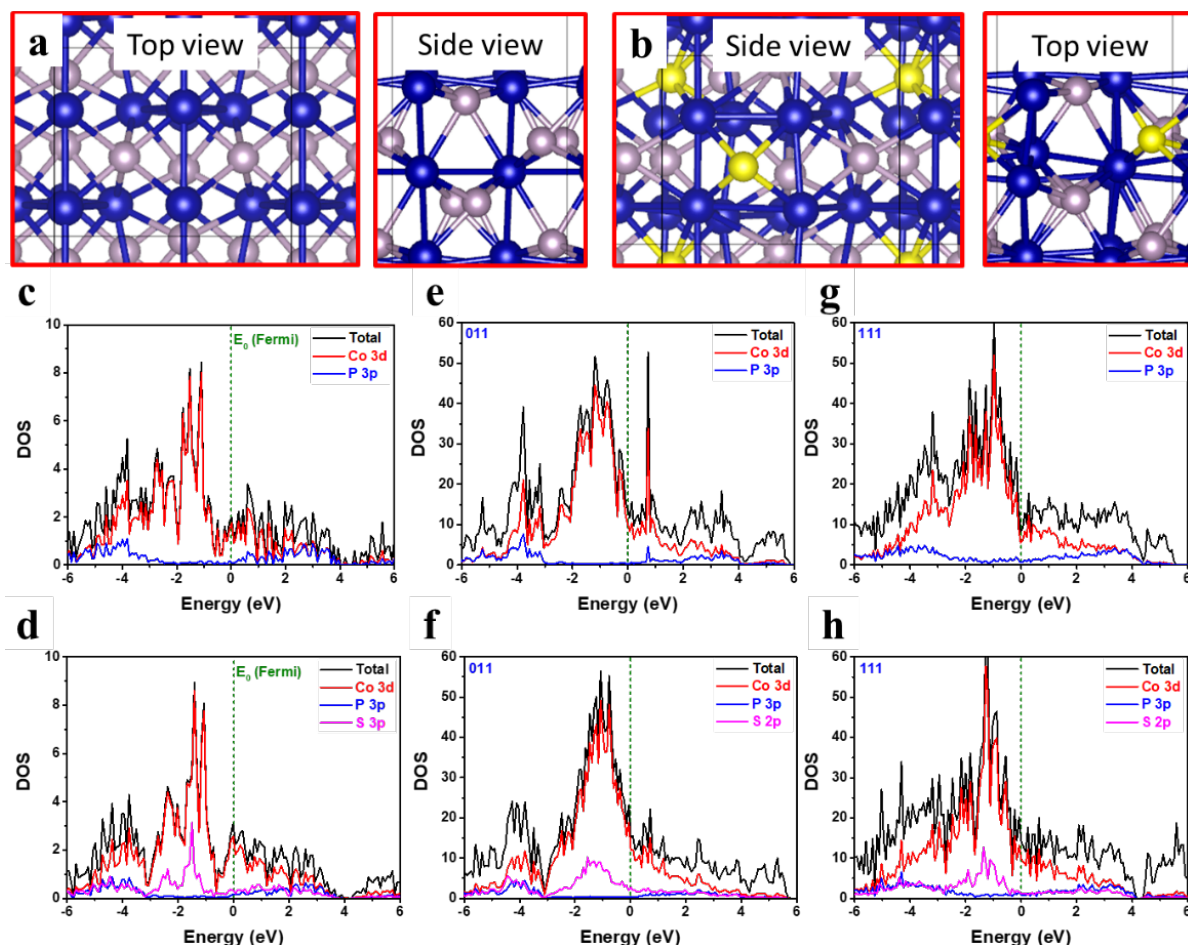 a
Top view
Side view
b
Side view
Top view
c
e
g
10
8
6
4
2
0
DOS
E₀ (Fermi)
Total
Co 3d
P 3p
-6 -4 -2 0 2 4 6
Energy (eV)
60
50
40
30
20
10
0
DOS
011
Total
Co 3d
P 3p
-6 -4 -2 0 2 4 6
Energy (eV)
60
50
40
30
20
10
0
DOS
111
Total
Co 3d
P 3p
-6 -4 -2 0 2 4 6
Energy (eV)
d
f
h
10
8
6
4
2
0
DOS
E₀ (Fermi)
Total
Co 3d
P 3p
S 3p
-6 -4 -2 0 2 4 6
Energy (eV)
60
50
40
30
20
10
0
DOS
011
Total
Co 3d
P 3p
S 2p
-6 -4 -2 0 2 4 6
Energy (eV)
60
50
40
30
20
10
0
DOS
111
Total
Co 3d
P 3p
S 2p
-6 -4 -2 0 2 4 6
Energy (eV)